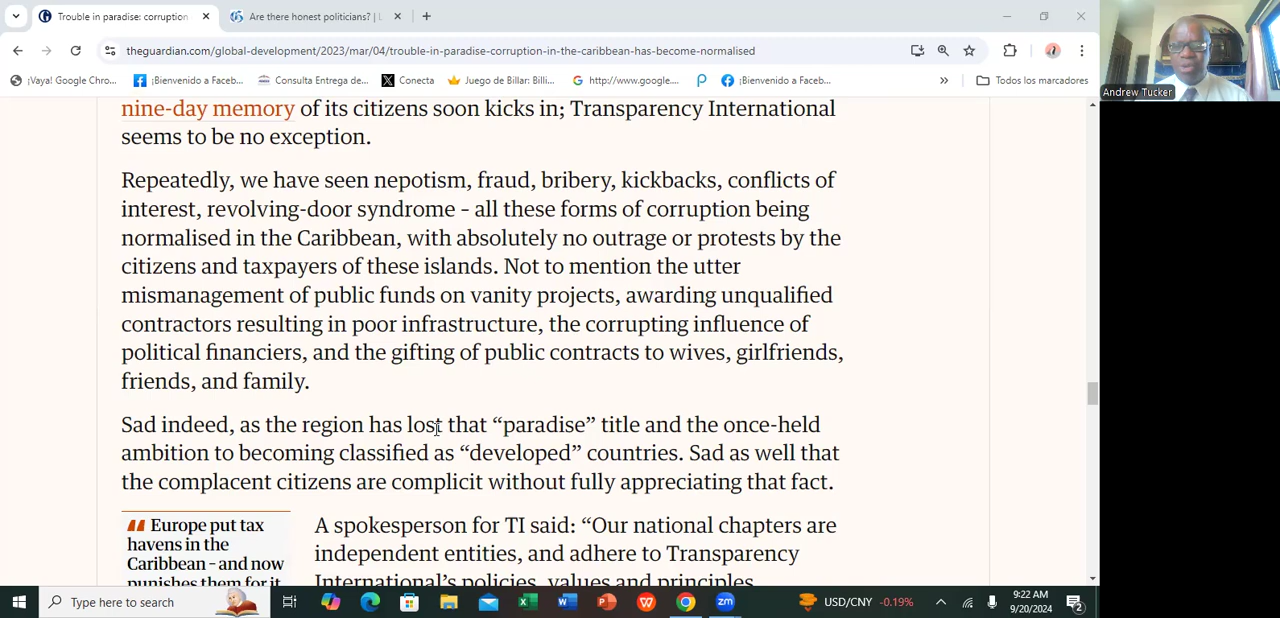 Trouble in paradise: corruption
Are there honest politicians? |
theguardian.com/global-development/2023/mar/04/trouble-in-paradise-corruption-in-the-caribbean-has-become-normalised
¡Vaya! Google Chro...
¡Bienvenido a Faceb...
Consulta Entrega de...
Conecta
Juego de Billar: Billi...
http://www.google....
¡Bienvenido a Faceb...
»
Todos los marcadores
Andrew Tucker
nine-day memory of its citizens soon kicks in; Transparency International
seems to be no exception.
Repeatedly, we have seen nepotism, fraud, bribery, kickbacks, conflicts of
interest, revolving-door syndrome – all these forms of corruption being
normalised in the Caribbean, with absolutely no outrage or protests by the
citizens and taxpayers of these islands. Not to mention the utter
mismanagement of public funds on vanity projects, awarding unqualified
contractors resulting in poor infrastructure, the corrupting influence of
political financiers, and the gifting of public contracts to wives, girlfriends,
friends, and family.
Sad indeed, as the region has lost that “paradise” title and the once-held
ambition to becoming classified as “developed” countries. Sad as well that
the complacent citizens are complicit without fully appreciating that fact.
Europe put tax
havens in the
Caribbean – and now
punishes them for it
A spokesperson for TI said: “Our national chapters are
independent entities, and adhere to Transparency
International’s policies, values and principles
Type here to search
zm
USD/CNY -0.19%
9:22 AM
9/20/2024
2